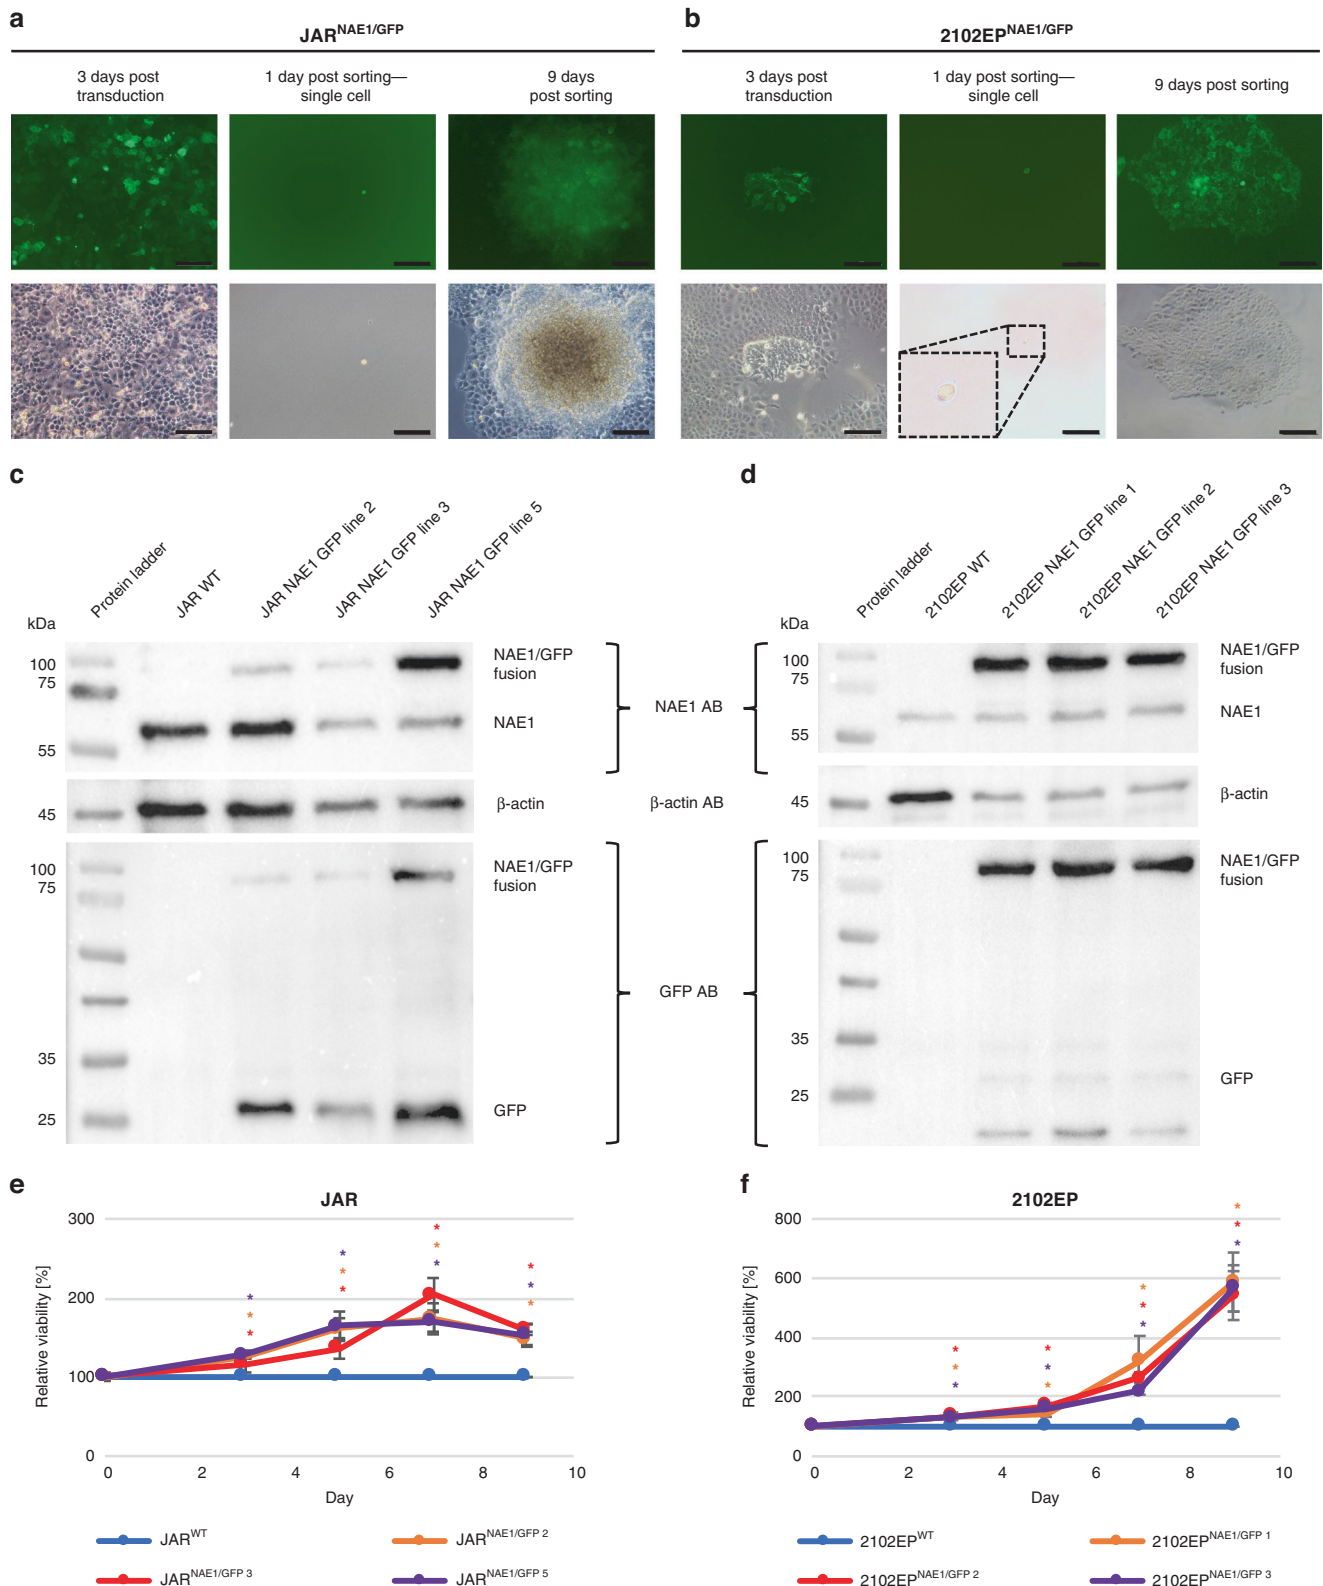 a
JAR^NAE1/GFP
3 days post
transduction
1 day post sorting—
single cell
9 days
post sorting
b
2102EP^NAE1/GFP
3 days post
transduction
1 day post sorting—
single cell
9 days post sorting
c
kDa
Protein ladder
JAR WT
JAR NAE1 GFP line 2
JAR NAE1 GFP line 3
JAR NAE1 GFP line 5
100
75
55
45
100
75
35
25
NAE1/GFP
fusion
NAE1
β-actin
NAE1/GFP
fusion
GFP
NAE1 AB
β-actin AB
GFP AB
d
kDa
Protein ladder
2102EP WT
2102EP NAE1 GFP line 1
2102EP NAE1 GFP line 2
2102EP NAE1 GFP line 3
100
75
55
45
100
75
35
25
NAE1/GFP
fusion
NAE1
β-actin
NAE1/GFP
fusion
GFP
e
JAR
Relative viability [%]
300
200
100
0
* * *
* * *
* * *
* * *
0 2 4 6 8 10
Day
JAR^WT
JAR^NAE1/GFP 2
JAR^NAE1/GFP 3
JAR^NAE1/GFP 5
f
2102EP
Relative viability [%]
800
600
400
200
0
* * *
* * *
* * *
* * *
0 2 4 6 8 10
Day
2102EP^WT
2102EP^NAE1/GFP 1
2102EP^NAE1/GFP 2
2102EP^NAE1/GFP 3